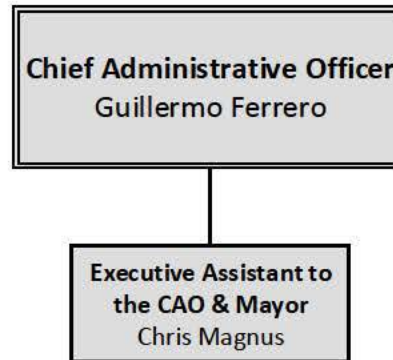 Chief Administrative Officer
Guillermo Ferrero
Executive Assistant to
the CAO & Mayor
Chris Magnus